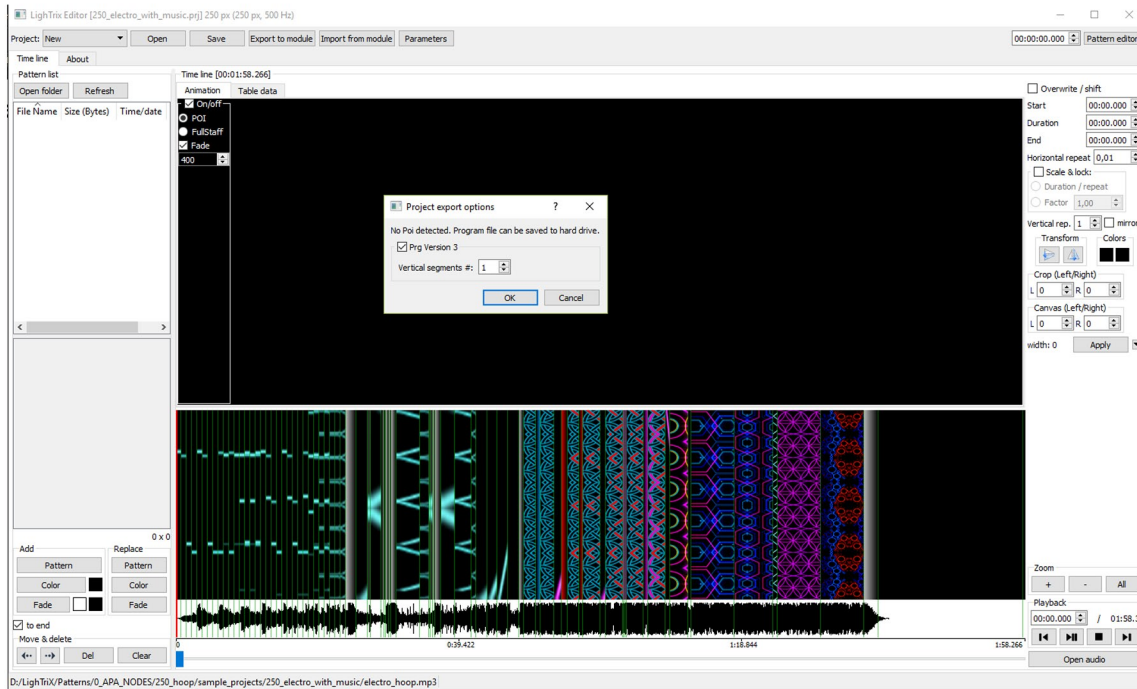 LighTrix Editor [250_electro_with_music.prj] 250 px (250 px, 500 Hz)
Project: New Open Save Export to module Import from module Parameters 00:00:00.000 Pattern editor
Time line About
Pattern list
Open folder Refresh
File Name Size (Bytes) Time/date
0 x 0
Add Replace
Pattern Pattern
Color Color
Fade Fade
to end
Move & delete
Del Clear
Time line [00:01:58.266]
Animation Table data
On/off
POI
FullStaff
Fade
400
Project export options ?
No Poi detected. Program file can be saved to hard drive.
Prg Version 3
Vertical segments #: 1
OK Cancel
0 0:39.422 1:18.844 1:58.266
Overwrite / shift
Start 00:00.000
Duration 00:00.000
End 00:00.000
Horizontal repeat 0,01
Scale & lock:
Duration / repeat
Factor 1,00
Vertical rep. 1 mirror
Transform Colors
Crop (Left/Right)
L 0 R 0
Canvas (Left/Right)
L 0 R 0
width: 0 Apply
Zoom
+ - All
Playback
00:00.000 / 01:58.
Open audio
D:/LighTriX/Patterns/0_APA_NODES/250_hoop/sample_projects/250_electro_with_music/electro_hoop.mp3